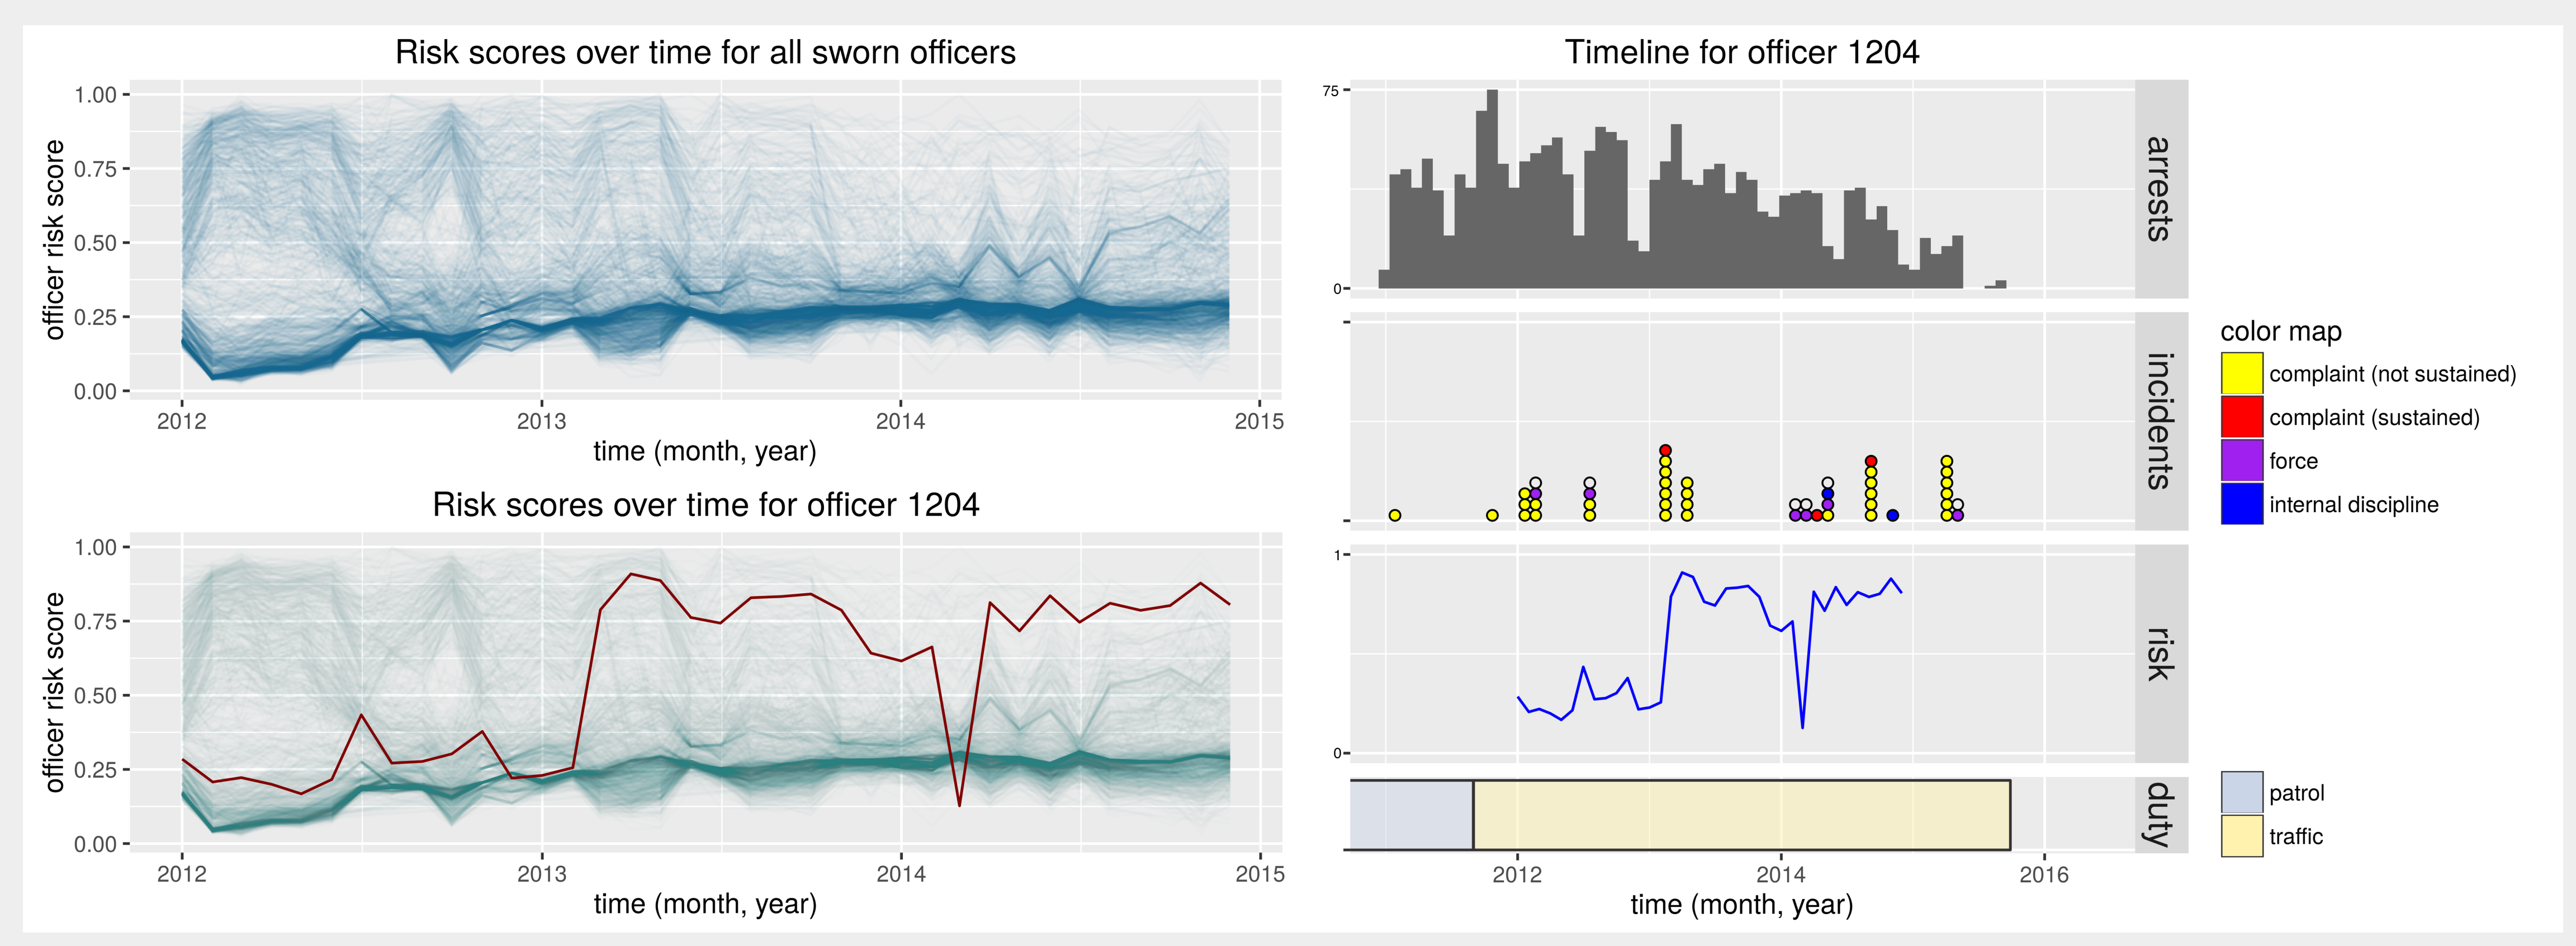 Risk scores over time for all sworn officers
officer risk score
1.00
0.75
0.50
0.25
0.00
2012
2013
2014
2015
time (month, year)
Risk scores over time for officer 1204
officer risk score
1.00
0.75
0.50
0.25
0.00
2012
2013
2014
2015
time (month, year)
Timeline for officer 1204
75
0
arrests
incidents
1
0
risk
duty
2012
2014
2016
time (month, year)
color map
complaint (not sustained)
complaint (sustained)
force
internal discipline
patrol
traffic